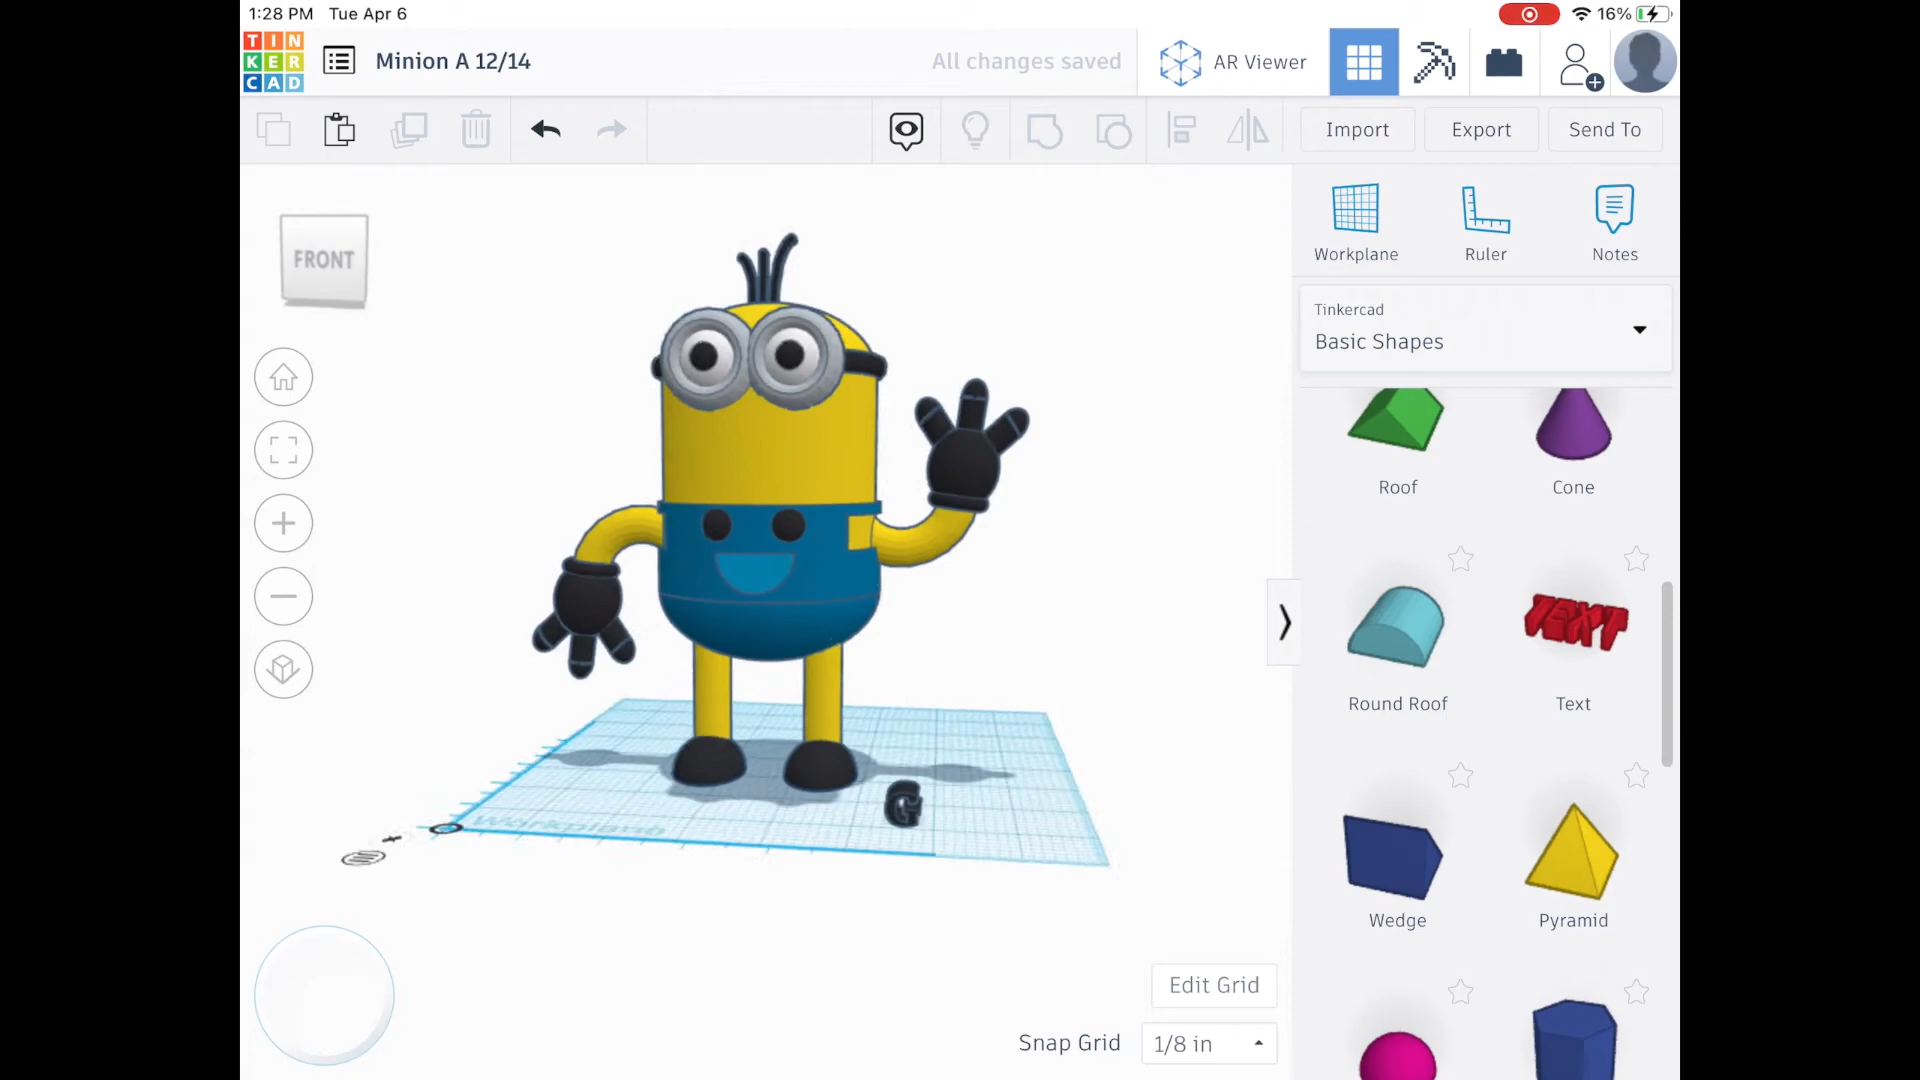 1:28 PM Tue Apr 6
16%
TIN
KER
CAD
Minion A 12/14
All changes saved
AR Viewer
Import
Export
Send To
FRONT
Workplane
Ruler
Notes
Tinkercad
Basic Shapes
Roof
Cone
Round Roof
TEXT
Text
Wedge
Pyramid
G
Workplane
Edit Grid
Snap Grid
1/8 in